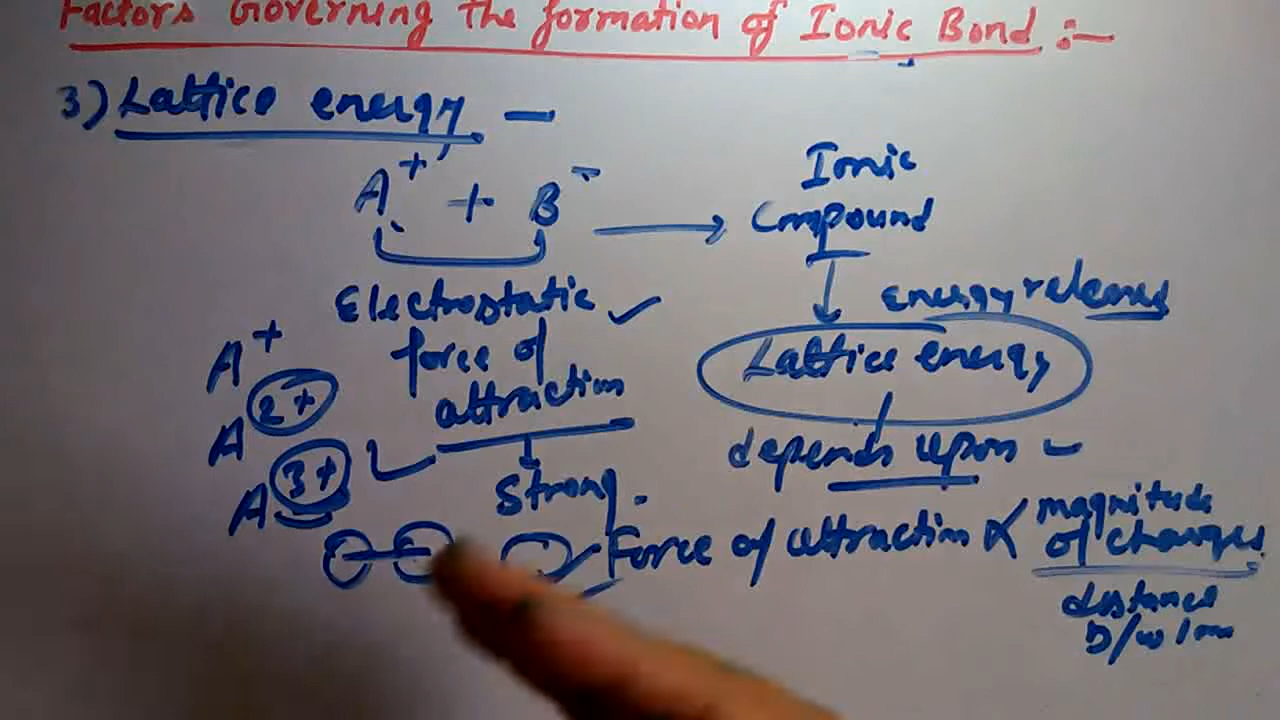 Factors Governing the formation of Ionic Bond :-
3) Lattice energy -
A+ + B- → Ionic compound
Electrostatic force of attraction
Strong.
A+
A2+
A3+
energy released
Lattice energy
depends upon
Force of attraction ∝ magnitude of charges
distance b/w ions